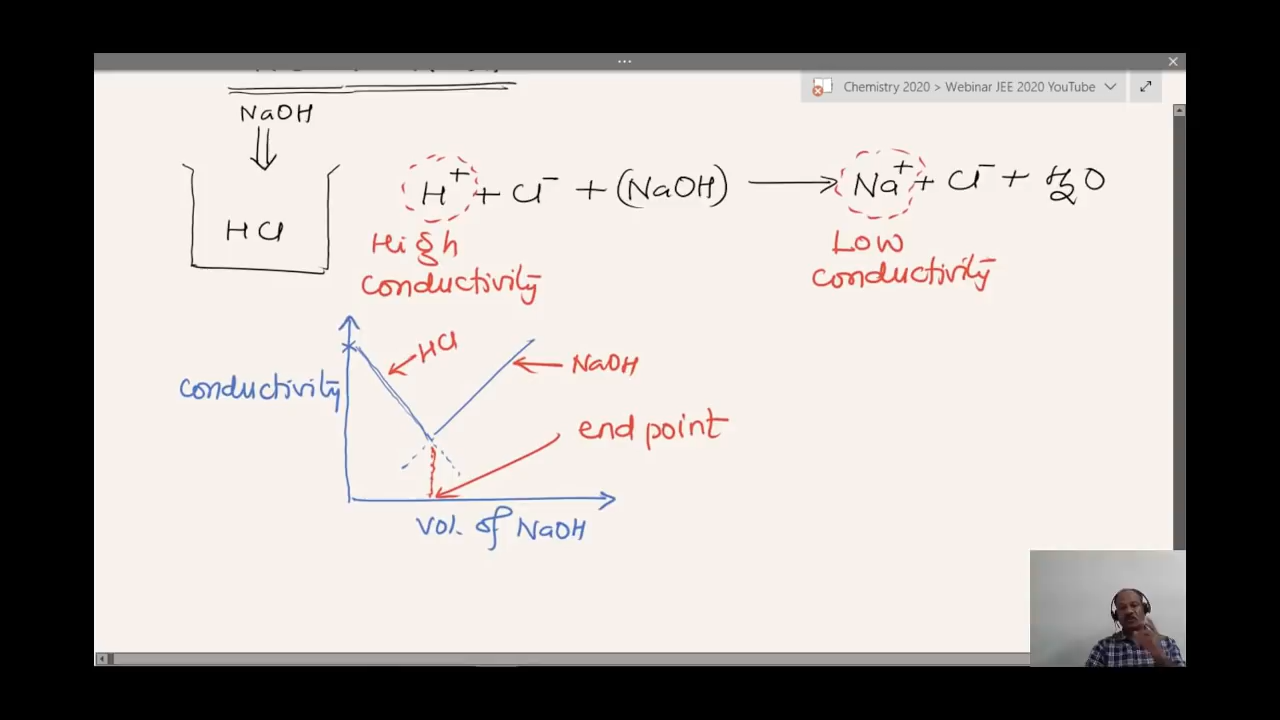 Chemistry 2020 > Webinar JEE 2020 YouTube
NaOH
HCl
H⁺ + Cl⁻ + (NaOH) ⟶ Na⁺ + Cl⁻ + H₂O
High
conductivity
Low
conductivity
HCl
NaOH
conductivity
end point
Vol. of NaOH